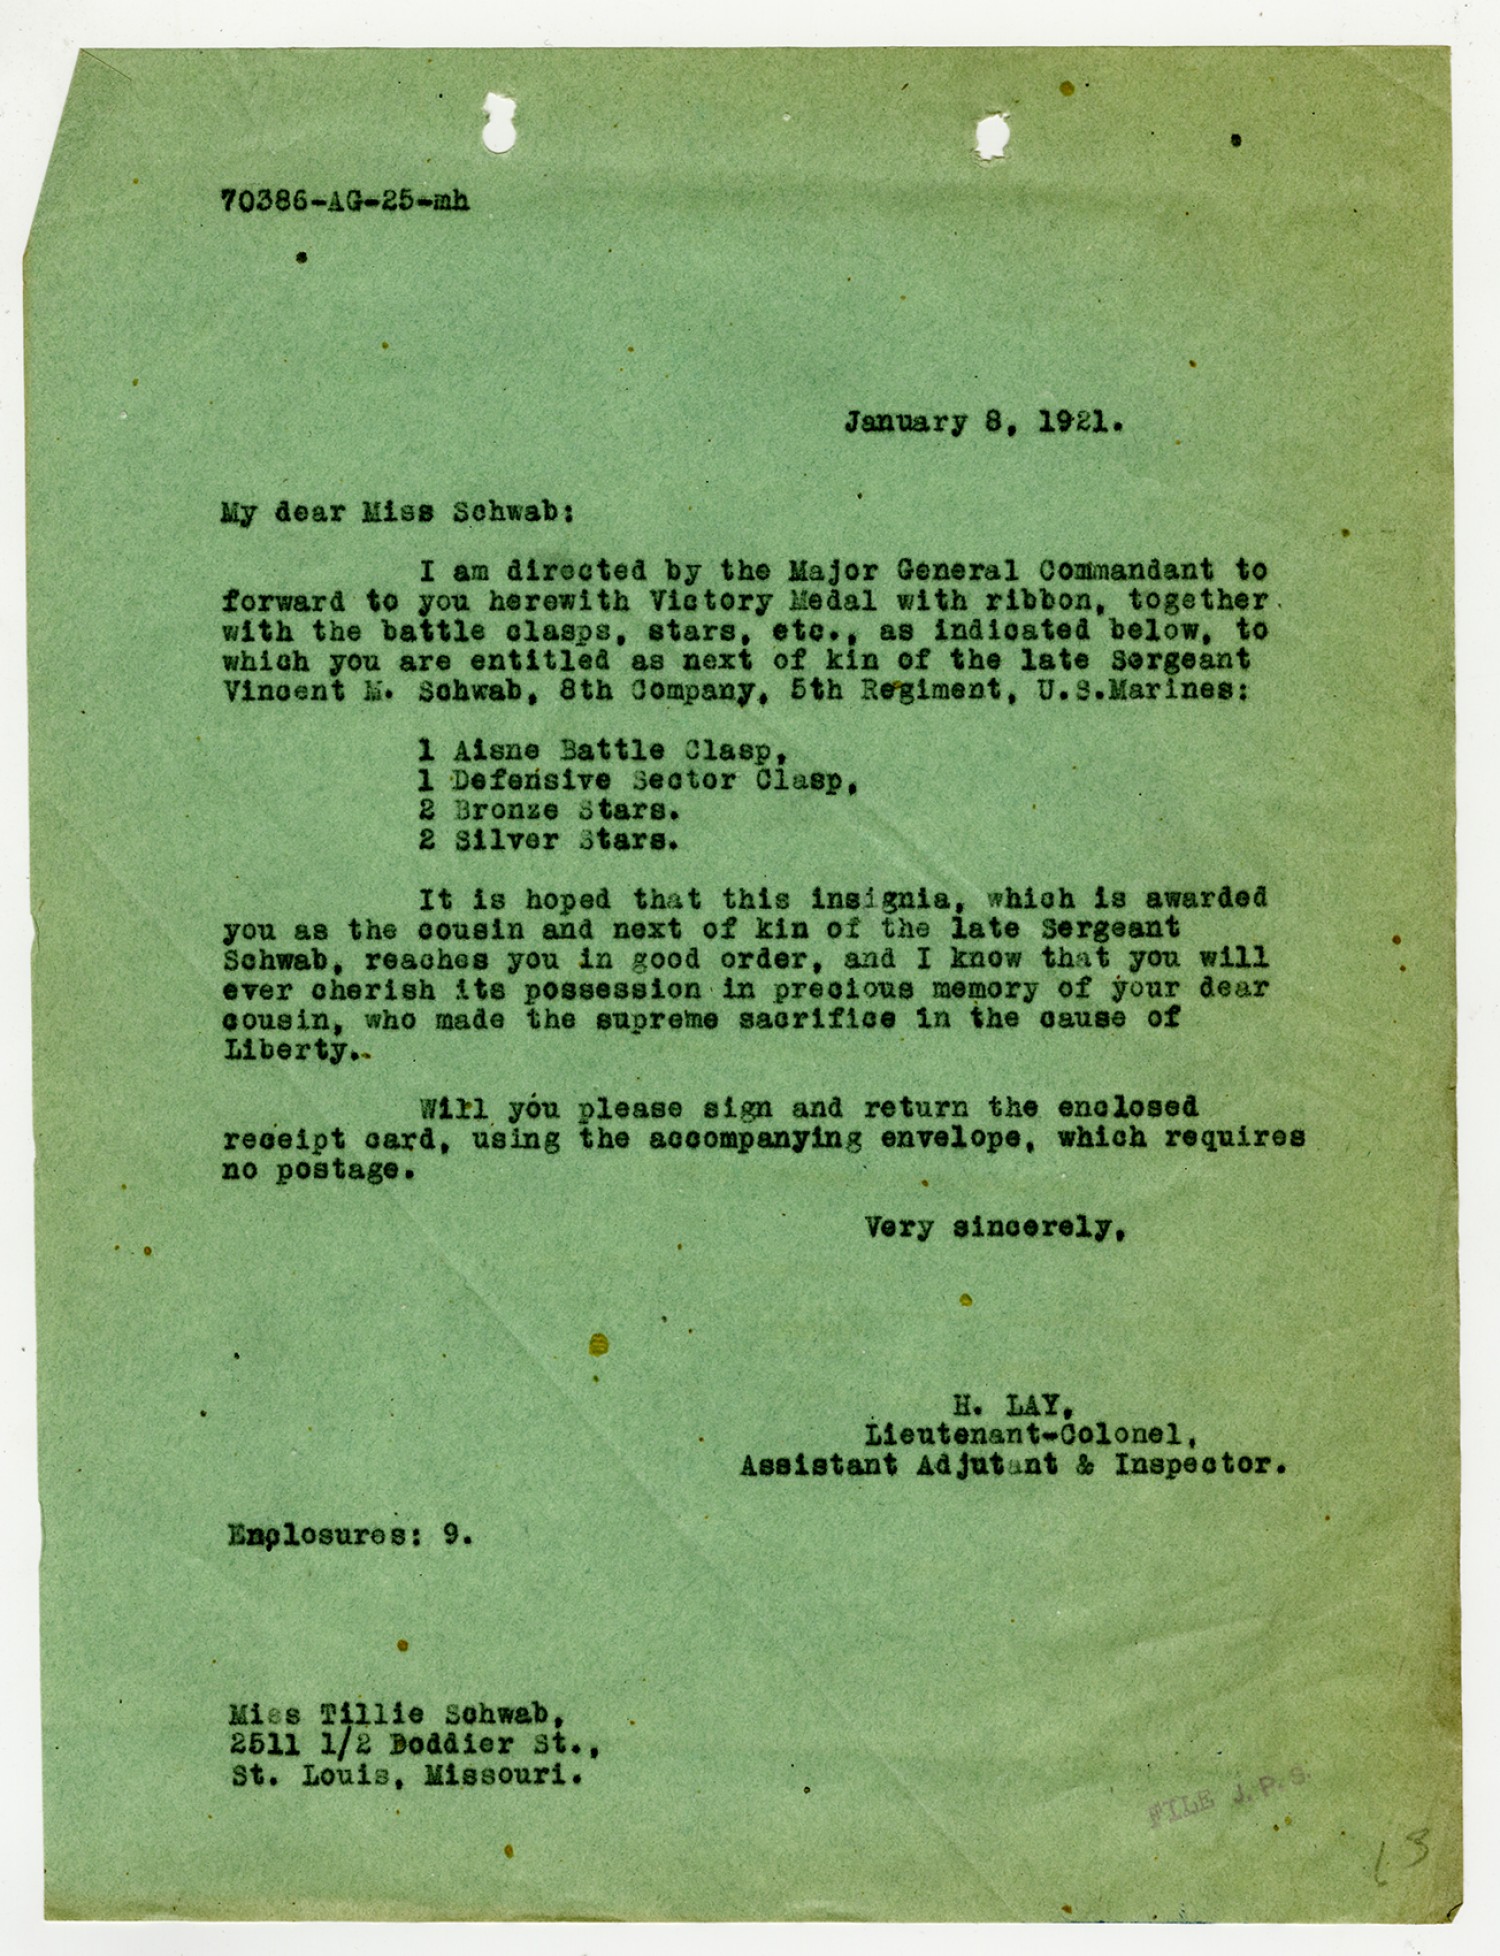 70386-AG-25-mh
January 8, 1921.
My dear Miss Schwab:
I am directed by the Major General Commandant to
forward to you herewith Victory Medal with ribbon, together
with the battle clasps, stars, etc., as indicated below, to
which you are entitled as next of kin of the late Sergeant
Vincent M. Schwab, 8th Company, 5th Regiment, U.S.Marines:
1 Aisne Battle Clasp,
1 Defensive Sector Clasp,
2 Bronze Stars.
2 Silver Stars.
It is hoped that this insignia, which is awarded
you as the cousin and next of kin of the late Sergeant
Schwab, reaches you in good order, and I know that you will
ever cherish its possession in precious memory of your dear
cousin, who made the supreme sacrifice in the cause of
Liberty.
Will you please sign and return the enclosed
receipt card, using the accompanying envelope, which requires
no postage.
Very sincerely,
H. LAY,
Lieutenant-Colonel,
Assistant Adjutant & Inspector.
Enclosures: 9.
Miss Tillie Schwab,
2511 1/2 Doddier St.,
St. Louis, Missouri.
FILE J.P.S.
13